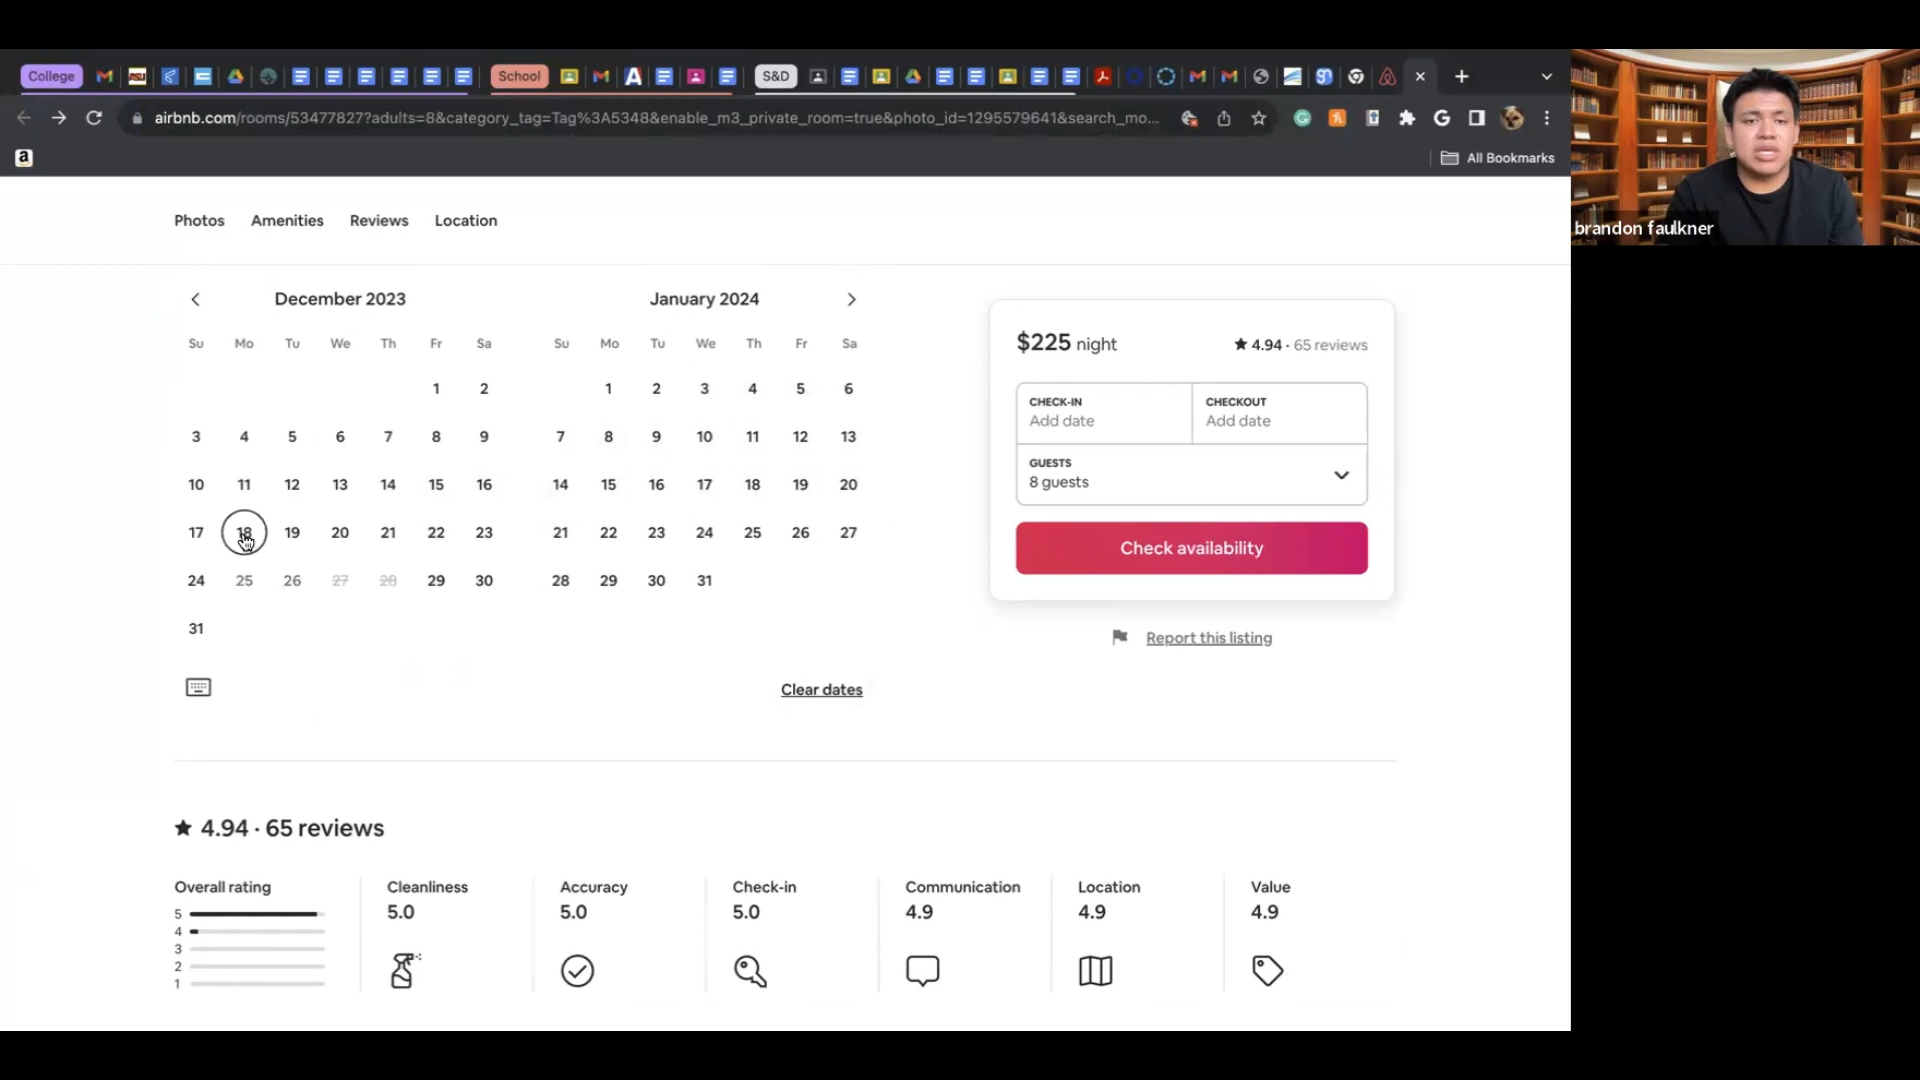 College
School
S&D
airbnb.com/rooms/53477827?adults=8&category_tag=Tag%3A5348&enable_m3_private_room=true&photo_id=1295579641&search_mo...
All Bookmarks
brandon faulkner
Photos Amenities Reviews Location
December 2023
Su Mo Tu We Th Fr Sa
1 2
3 4 5 6 7 8 9
10 11 12 13 14 15 16
17 18 19 20 21 22 23
24 25 26 27 28 29 30
31
January 2024
Su Mo Tu We Th Fr Sa
1 2 3 4 5 6
7 8 9 10 11 12 13
14 15 16 17 18 19 20
21 22 23 24 25 26 27
28 29 30 31
Clear dates
$225 night
4.94 · 65 reviews
CHECK-IN
Add date
CHECKOUT
Add date
GUESTS
8 guests
Check availability
Report this listing
4.94 · 65 reviews
Overall rating
5
4
3
2
1
Cleanliness
5.0
Accuracy
5.0
Check-in
5.0
Communication
4.9
Location
4.9
Value
4.9